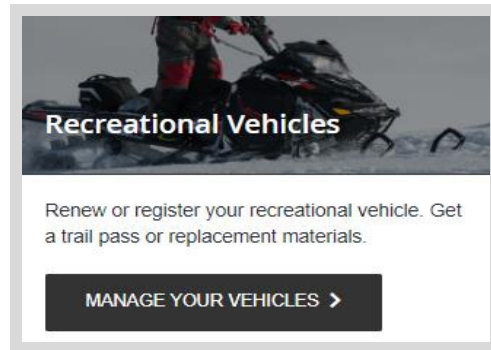 Recreational Vehicles
Renew or register your recreational vehicle. Get
a trail pass or replacement materials.
MANAGE YOUR VEHICLES >